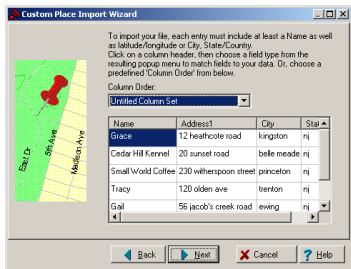 Custom Place Import Wizard
To import your file, each entry must include at least a Name as well
as latitude/longitude or City, State/Country.
Click on a column header, then choose a field type from the
resulting popup menu to match fields to your data. Or, choose a
predefined 'Column Order' from below.
Column Order:
Untitled Column Set
Name Address1 City Stat
Grace 12 heathcote road kingston nj
Cedar Hill Kennel 20 sunset road belle meade nj
Small World Coffee 230 witherspoon street princeton nj
Tracy 120 olden ave trenton nj
Gail 56 jacob's creek road ewing nj
East Dr
5th Ave
Madison Ave
Back Next Cancel Help